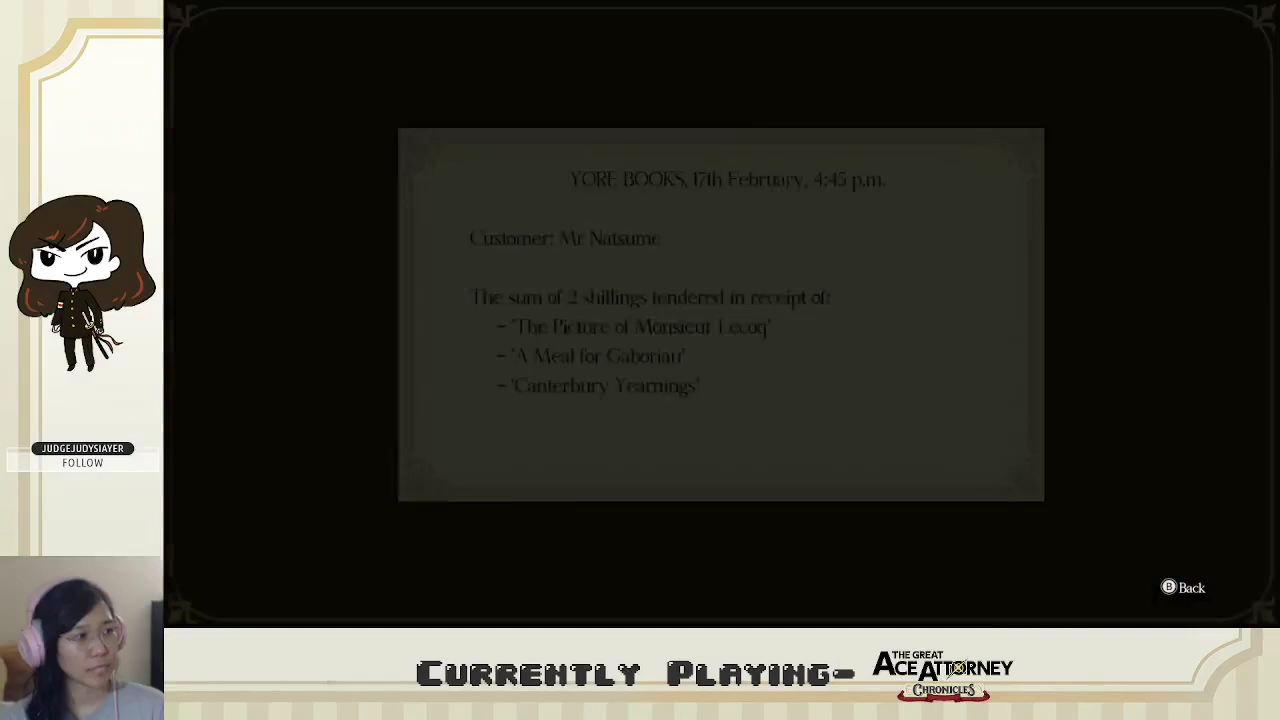 YORE BOOKS, 17th February, 4:45 p.m.
Customer: Mr Natsume
The sum of 2 shillings tendered in receipt of:
- 'The Picture of Monsieur Lecoq'
- 'A Meal for Gaboriau'
- 'Canterbury Yearnings'
JUDGEJUDYSLAYER
FOLLOW
B Back
CURRENTLY PLAYING-
THE GREAT
ACE ATTORNEY
CHRONICLES